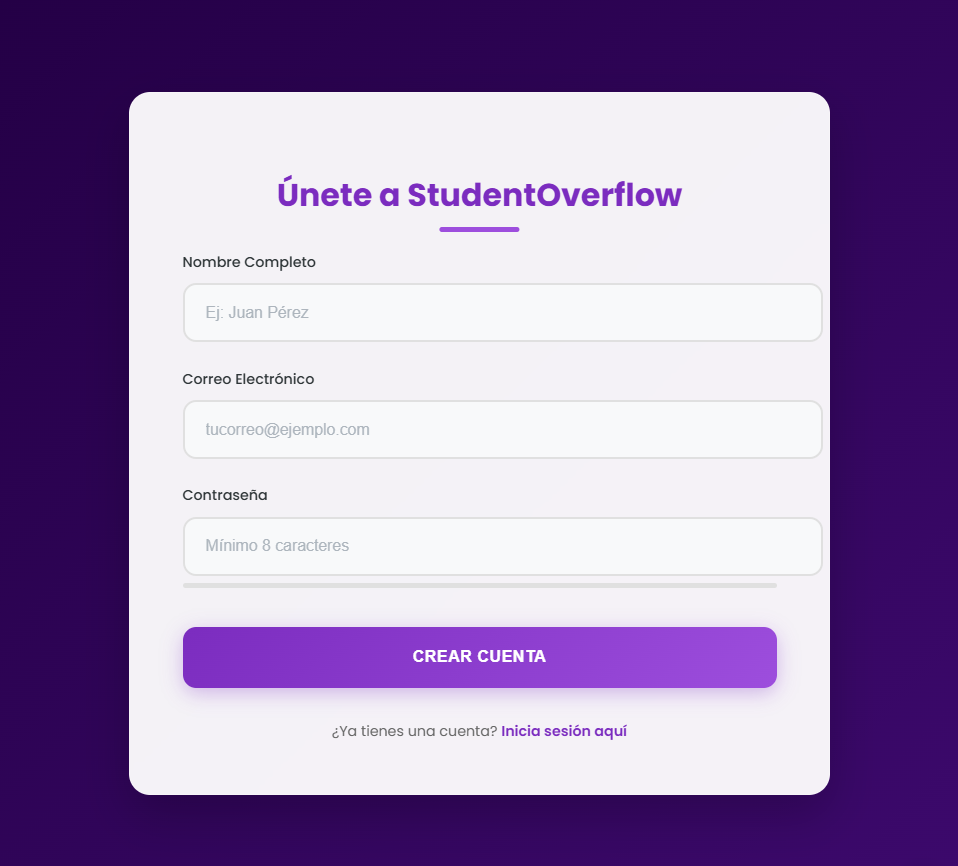 Únete a StudentOverflow
Nombre Completo
Ej: Juan Pérez
Correo Electrónico
tucorreo@ejemplo.com
Contraseña
Mínimo 8 caracteres
CREAR CUENTA
¿Ya tienes una cuenta? Inicia sesión aquí